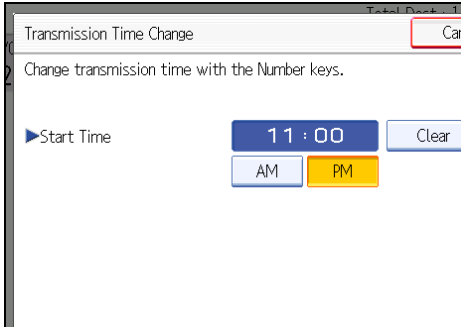 Transmission Time Change
Change transmission time with the Number keys.
▶Start Time
11:00
Clear
AM
PM